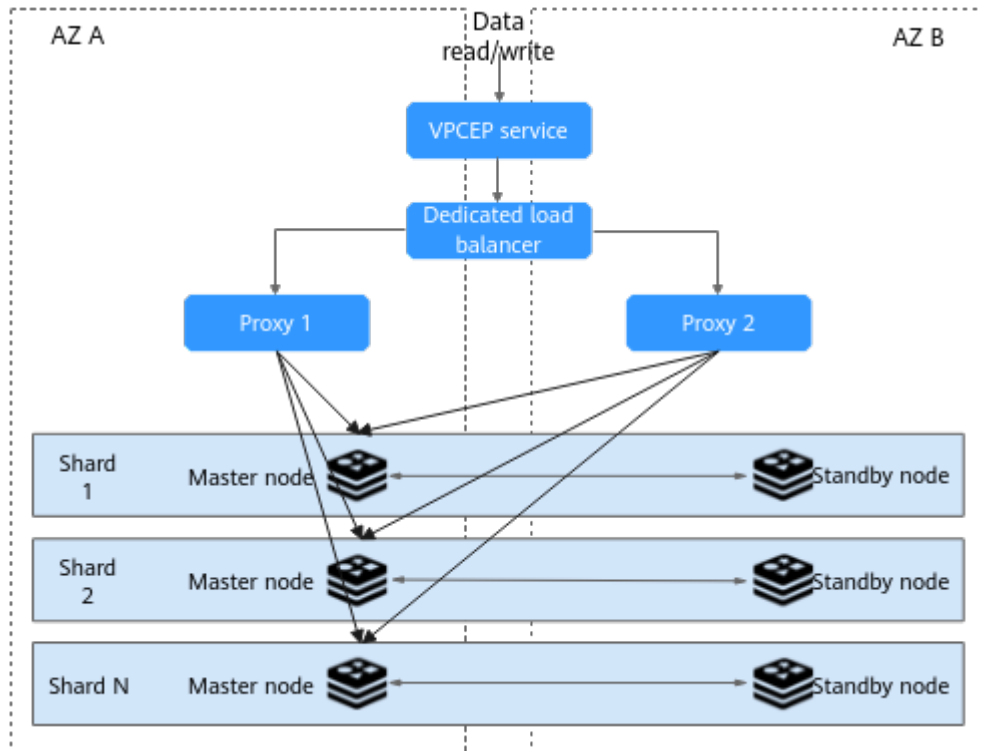 AZ A
Data
read/write
AZ B
VPCEP service
Dedicated load
balancer
Proxy 1
Proxy 2
Shard
1
Master node
Standby node
Shard
2
Master node
Standby node
Shard N
Master node
Standby node